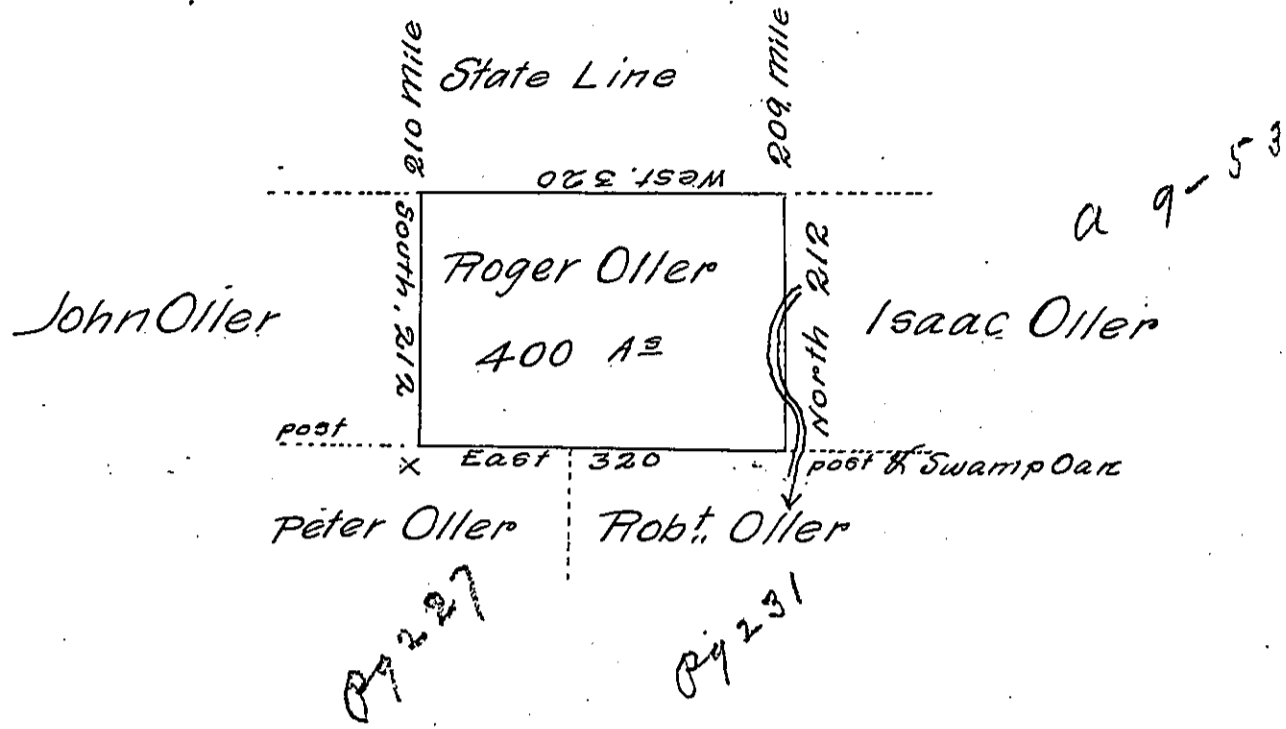 210 Mile
State Line
209 Mile
West. 320
a 9-53
South, 212
Roger Oller
North 212
John Oller
400 As
Isaac Oller
post
X East 320
post & Swamp Oak
Peter Oller
Robt. Oller
pg 227
pg 231